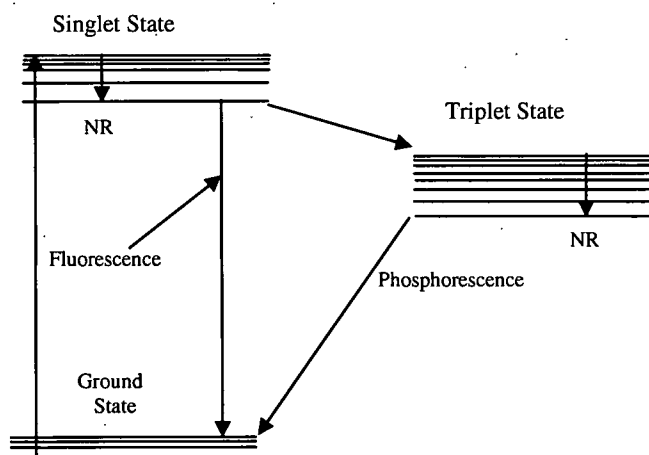 Singlet State
NR
Triplet State
NR
Fluorescence
Phosphorescence
Ground
State